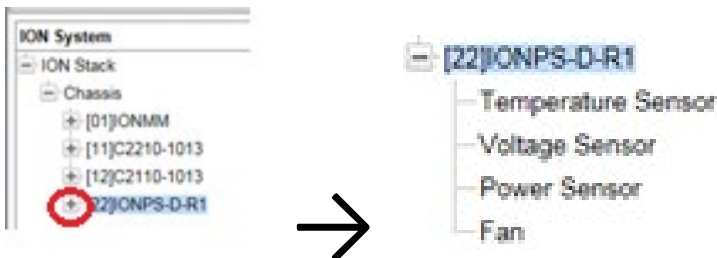 ION System
ION Stack
Chassis
[01]IONMM
[11]C2210-1013
[12]C2110-1013
[22]IONPS-D-R1
[22]IONPS-D-R1
Temperature Sensor
Voltage Sensor
Power Sensor
Fan